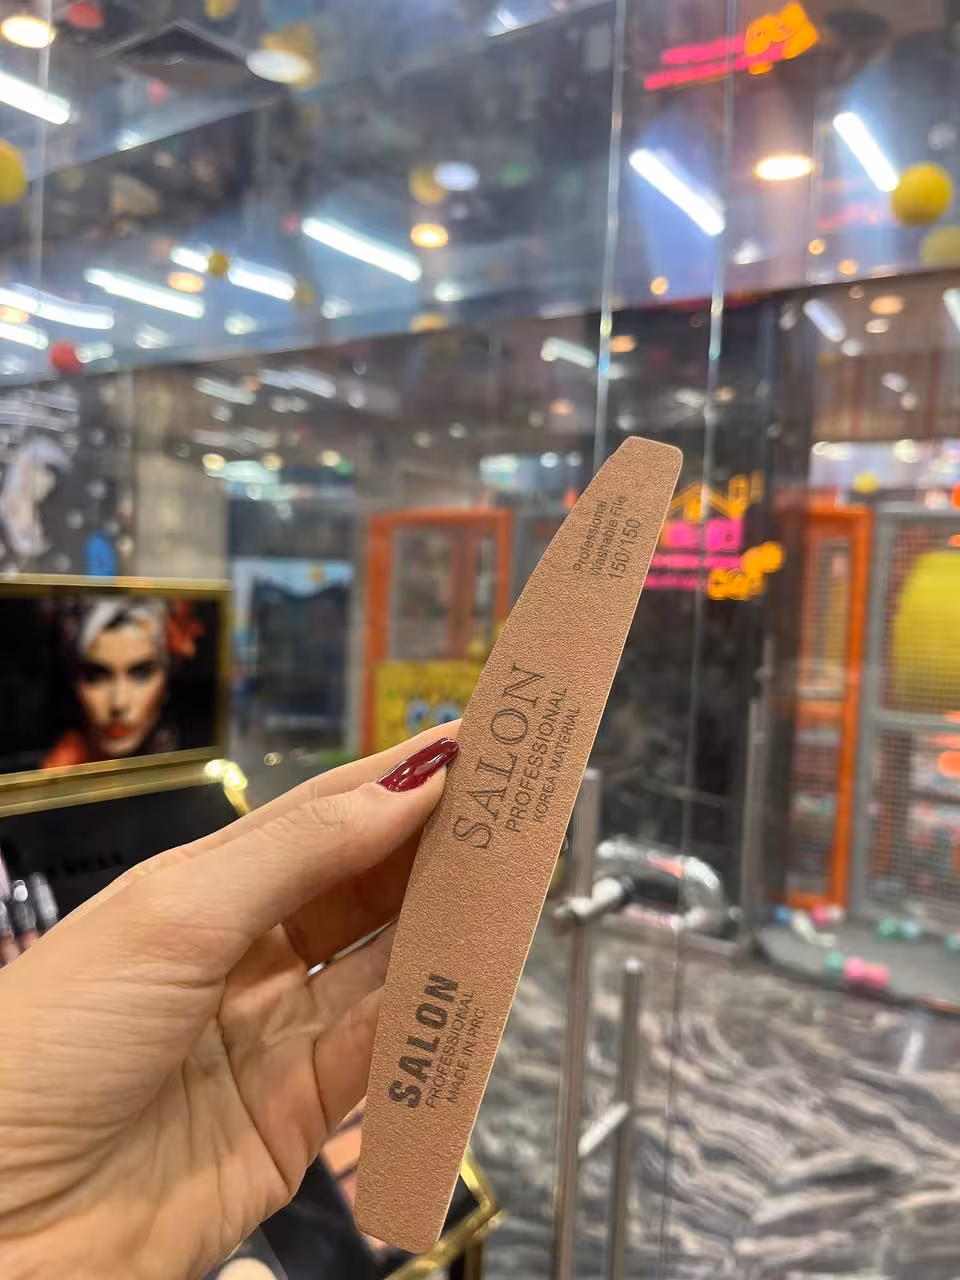 Professional
Washable File
150/150
SALON
PROFESSIONAL
KOREA MATERIAL
SALON
PROFESSIONAL
MADE IN PRC